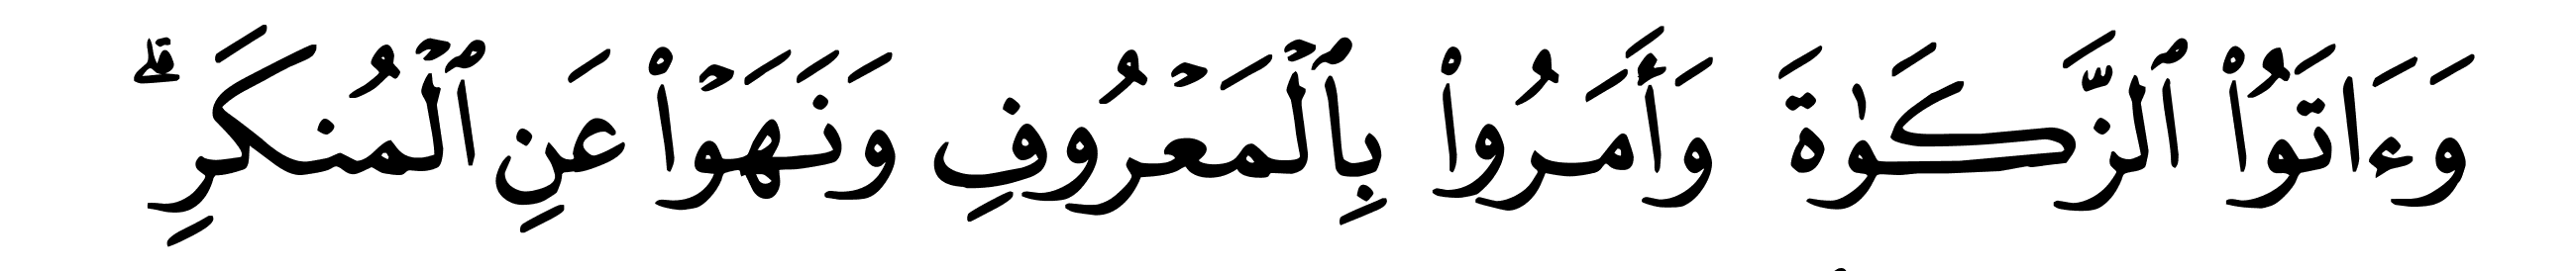 وَءَاتَوُا۟ ٱلزَّكَوٰةَ وَأَمَرُوا۟ بِٱلْمَعْرُوفِ وَنَهَوْا۟ عَنِ ٱلْمُنكَرِ ۗ